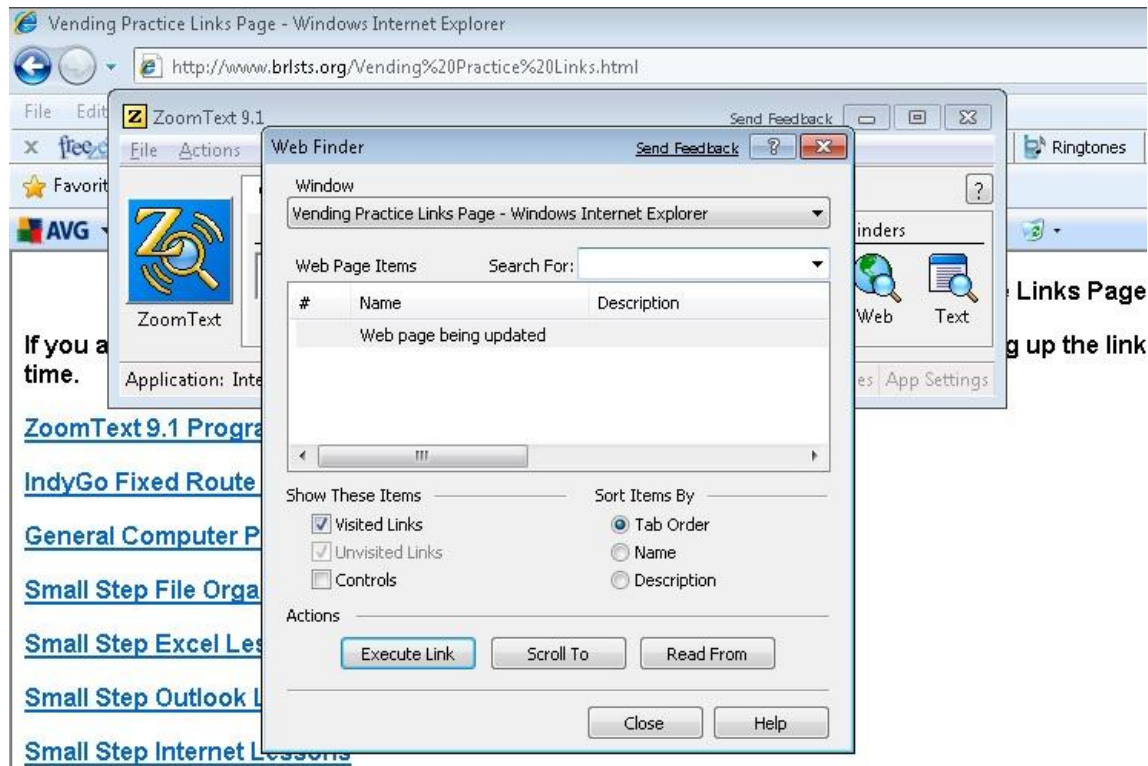 Vending Practice Links Page - Windows Internet Explorer
http://www.brlsts.org/Vending%20Practice%20Links.html
File Edit
ZoomText 9.1 Send Feedback
x Ringtones
File Actions
Web Finder Send Feedback ?
Favorit
Window
?
Vending Practice Links Page - Windows Internet Explorer
AVG
inders
Web Page Items Search For:
# Name Description
Links Page
Web page being updated
ZoomText
Web Text
If you a
g up the link
time.
Application: Inte
es App Settings
ZoomText 9.1 Progra
IndyGo Fixed Route
Show These Items Sort Items By
Visited Links Tab Order
General Computer P
Unvisited Links Name
Controls Description
Small Step File Orga
Actions
Small Step Excel Les
Execute Link Scroll To Read From
Small Step Outlook L
Close Help
Small Step Internet Lessons